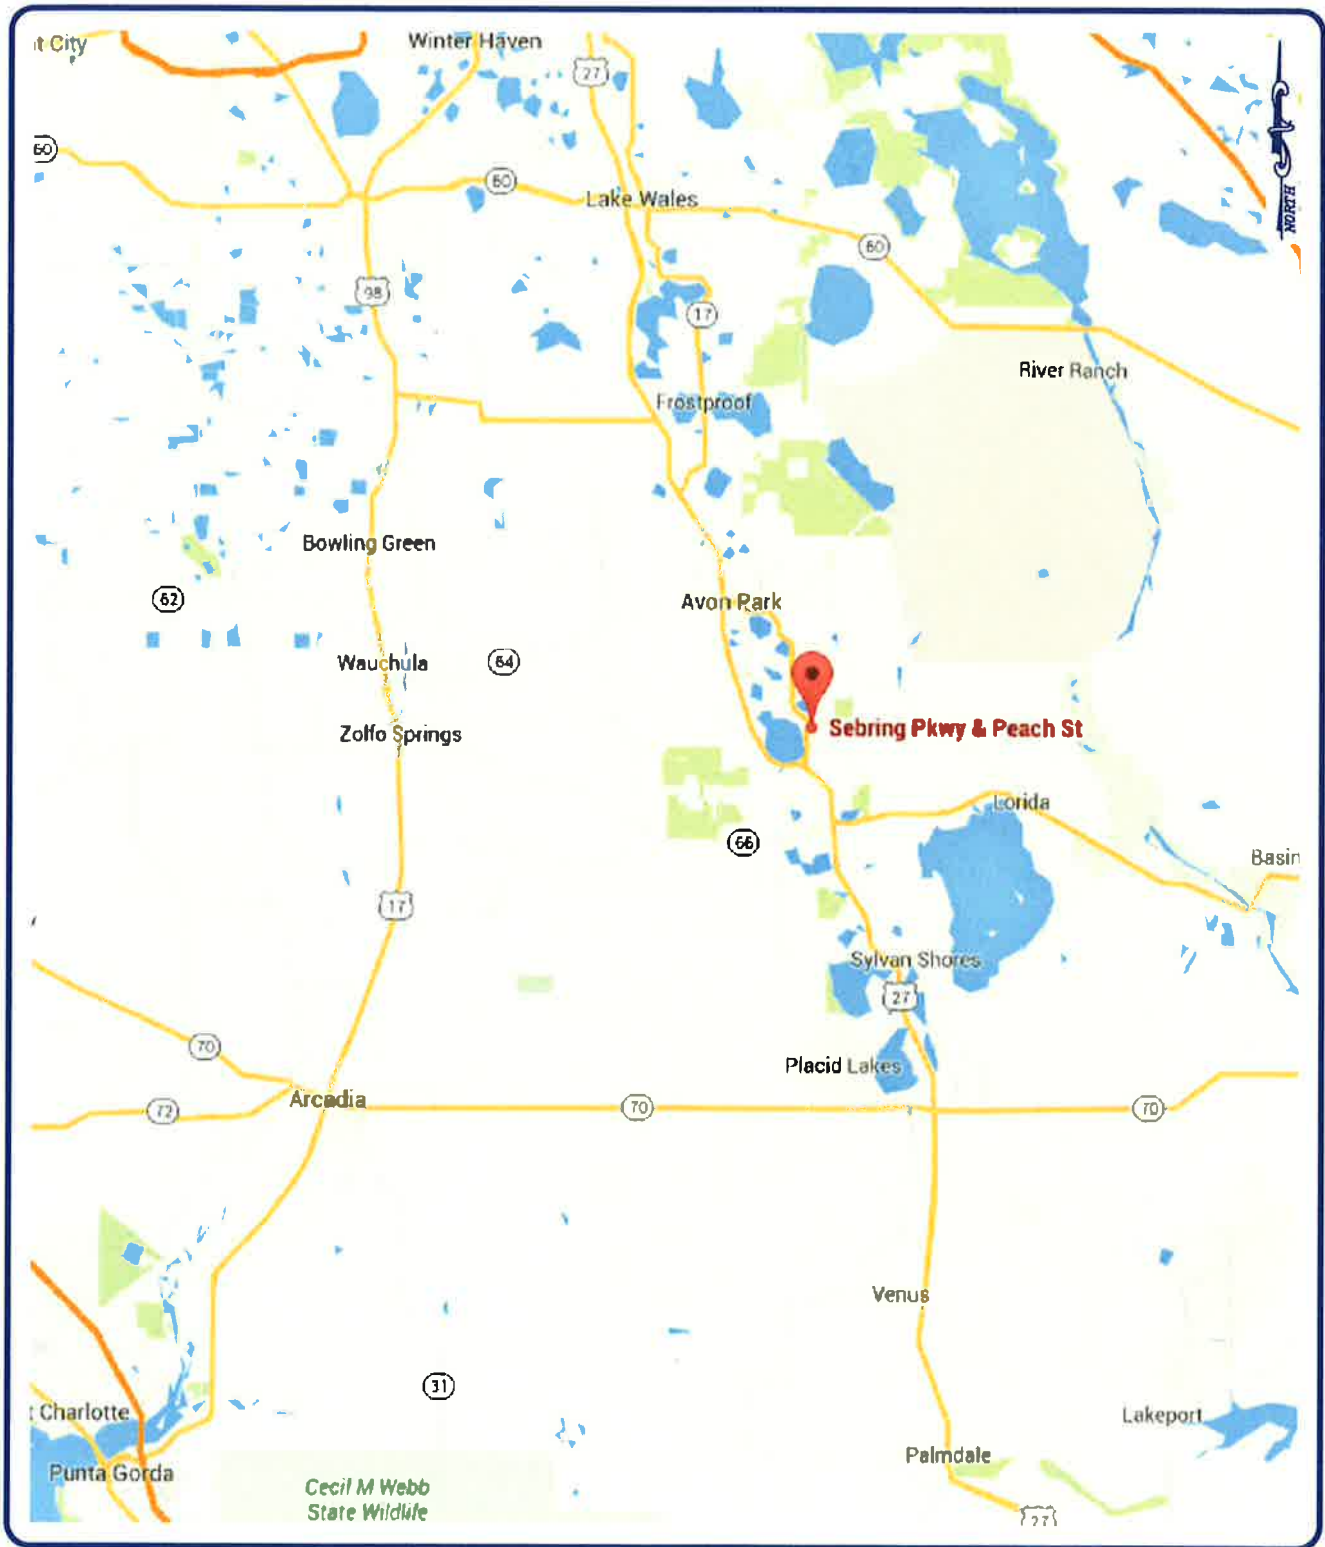 t City
Winter Haven
27
60
60
Lake Wales
60
NORTH
98
17
River Ranch
Frostproof
Bowling Green
62
Avon Park
Wauchula
64
Zolfo Springs
Sebring Pkwy & Peach St
Lorida
66
Basin
17
Sylvan Shores
27
70
Placid Lakes
Arcadia
72
70
70
Venus
31
t Charlotte
Lakeport
Palmdale
Punta Gorda
Cecil M Webb
State Wildlife
27